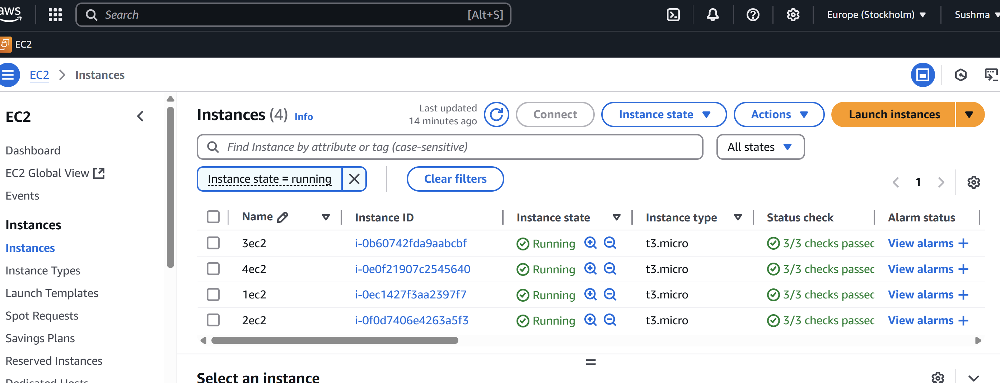 aws
Search [Alt+S] Europe (Stockholm) Sushma
EC2
EC2 Instances
EC2
Dashboard
EC2 Global View
Events
Instances
Instances
Instance Types
Launch Templates
Spot Requests
Savings Plans
Reserved Instances
Dedicated Hosts
Instances (4) Info Last updated 14 minutes ago Connect Instance state Actions Launch instances
Find Instance by attribute or tag (case-sensitive) All states
Instance state = running Clear filters 1
Name Instance ID Instance state Instance type Status check Alarm status
3ec2 i-0b60742fda9aabcbf Running t3.micro 3/3 checks passec View alarms +
4ec2 i-0e0f21907c2545640 Running t3.micro 3/3 checks passec View alarms +
1ec2 i-0ec1427f3aa2397f7 Running t3.micro 3/3 checks passec View alarms +
2ec2 i-0f0d7406e4263a5f3 Running t3.micro 3/3 checks passec View alarms +
Select an instance